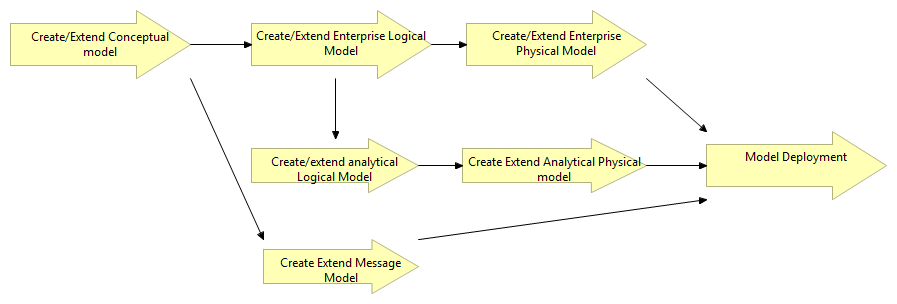 Create/Extend Conceptual
model
Create/Extend Enterprise Logical
Model
Create/Extend Enterprise
Physical Model
Create/extend analytical
Logical Model
Create Extend Analytical Physical
model
Model Deployment
Create Extend Message
Model